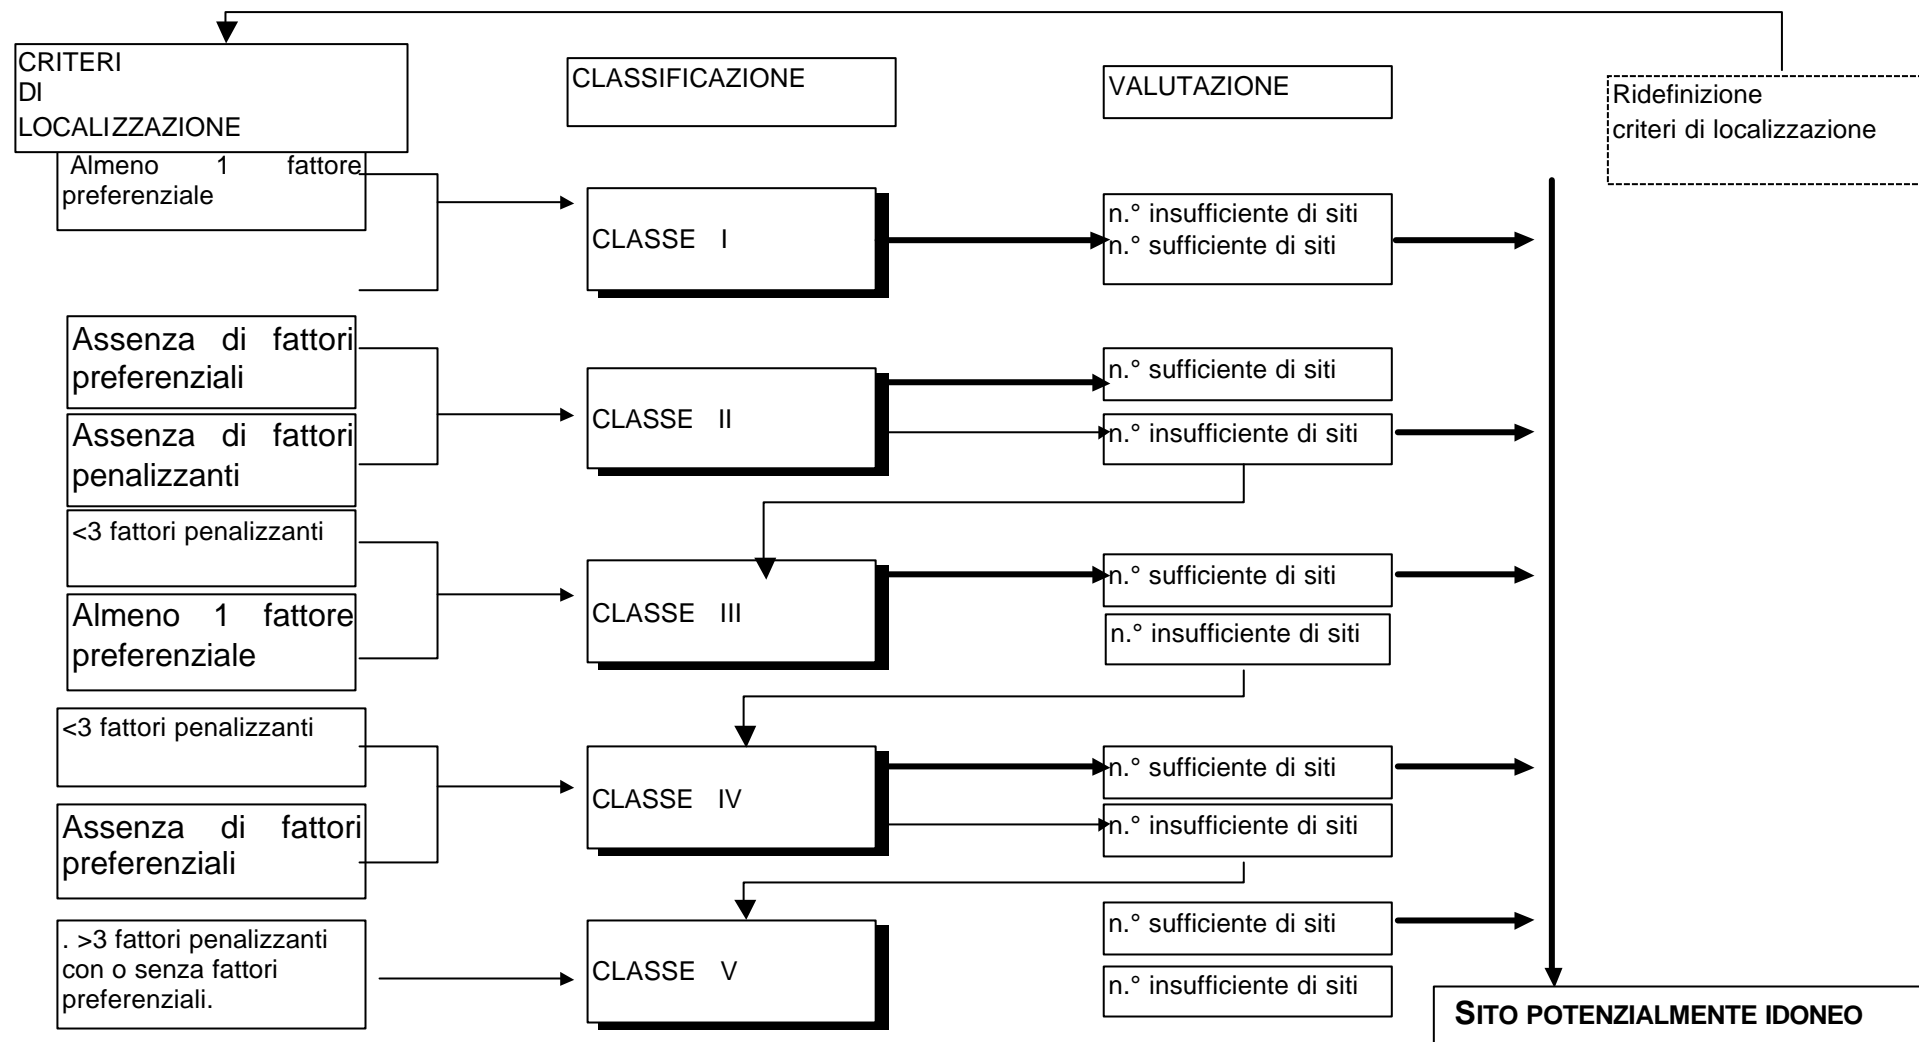 CRITERI
DI
LOCALIZZAZIONE
CLASSIFICAZIONE
VALUTAZIONE
Ridefinizione
criteri di localizzazione
Almeno 1 fattore
preferenziale
CLASSE I
n.° insufficiente di siti
n.° sufficiente di siti
Assenza di fattori
preferenziali
Assenza di fattori
penalizzanti
CLASSE II
n.° sufficiente di siti
n.° insufficiente di siti
<3 fattori penalizzanti
Almeno 1 fattore
preferenziale
CLASSE III
n.° sufficiente di siti
n.° insufficiente di siti
<3 fattori penalizzanti
Assenza di fattori
preferenziali
CLASSE IV
n.° sufficiente di siti
n.° insufficiente di siti
. >3 fattori penalizzanti
con o senza fattori
preferenziali.
CLASSE V
n.° sufficiente di siti
n.° insufficiente di siti
SITO POTENZIALMENTE IDONEO